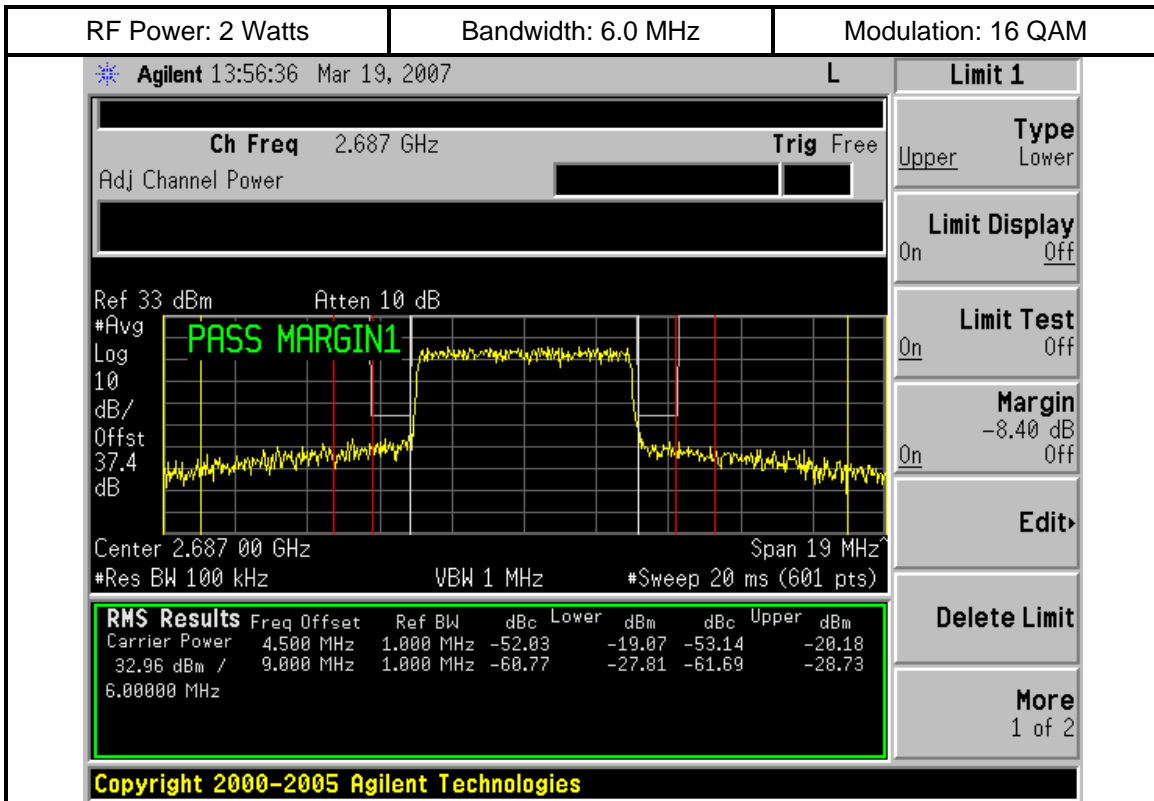 RF Power: 2 Watts Bandwidth: 6.0 MHz Modulation: 16 QAM
Agilent 13:56:36 Mar 19, 2007 L
Limit 1
Ch Freq 2.687 GHz Trig Free
Adj Channel Power
Type
Upper Lower
Limit Display
On Off
Ref 33 dBm Atten 10 dB
#Avg
Log
10
dB/
Offst
37.4
dB
PASS MARGIN1
Limit Test
On Off
Margin
-8.40 dB
On Off
Center 2.687 00 GHz Span 19 MHz^
#Res BW 100 kHz VBW 1 MHz #Sweep 20 ms (601 pts)
Edit
RMS Results Freq Offset Ref BW dBc Lower dBm dBc Upper dBm
Carrier Power 4.500 MHz 1.000 MHz -52.03 -19.07 -53.14 -20.18
32.96 dBm / 9.000 MHz 1.000 MHz -60.77 -27.81 -61.69 -28.73
6.00000 MHz
Delete Limit
More
1 of 2
Copyright 2000-2005 Agilent Technologies